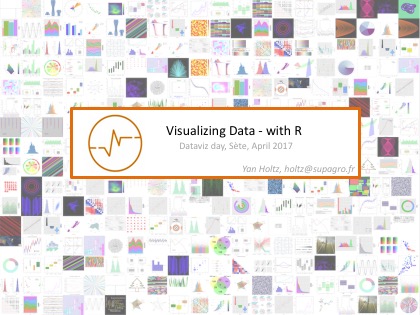 Visualizing Data - with R
Dataviz day, Sète, April 2017
Yan Holtz, holtz@supagro.fr